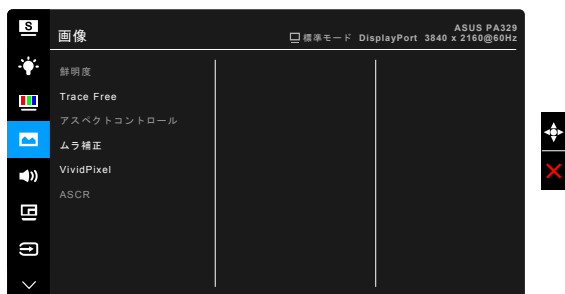 S
ASUS PA329
画像
標準モード DisplayPort 3840 x 2160@60Hz
鮮明度
Trace Free
アスペクトコントロール
ムラ補正
VividPixel
ASCR